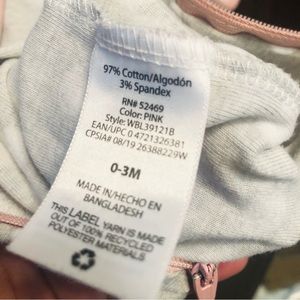 97% Cotton/Algodón
3% Spandex
RN# 52469
Color: PINK
Style: WBL39121B
EAN/UPC 0 4721326381
CPSIA# 08/19 26388229W
0-3M
MADE IN/HECHO EN
BANGLADESH
THIS LABEL YARN IS MADE
OUT OF 100% RECYCLED
POLYESTER MATERIALS.